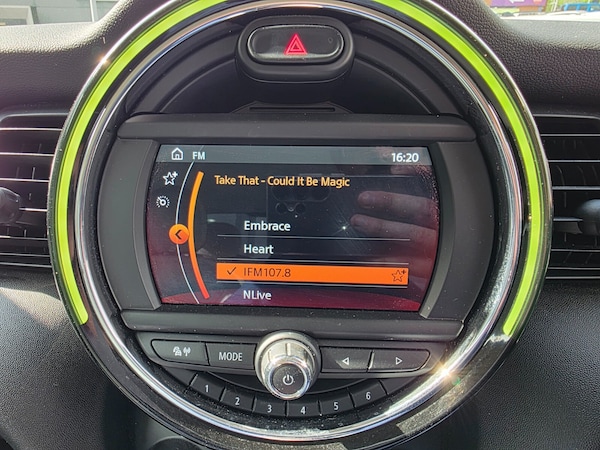 FM 16:20
Take That - Could It Be Magic
Embrace
Heart
IFM107.8
NLive
MODE
1 2 3 4 5 6